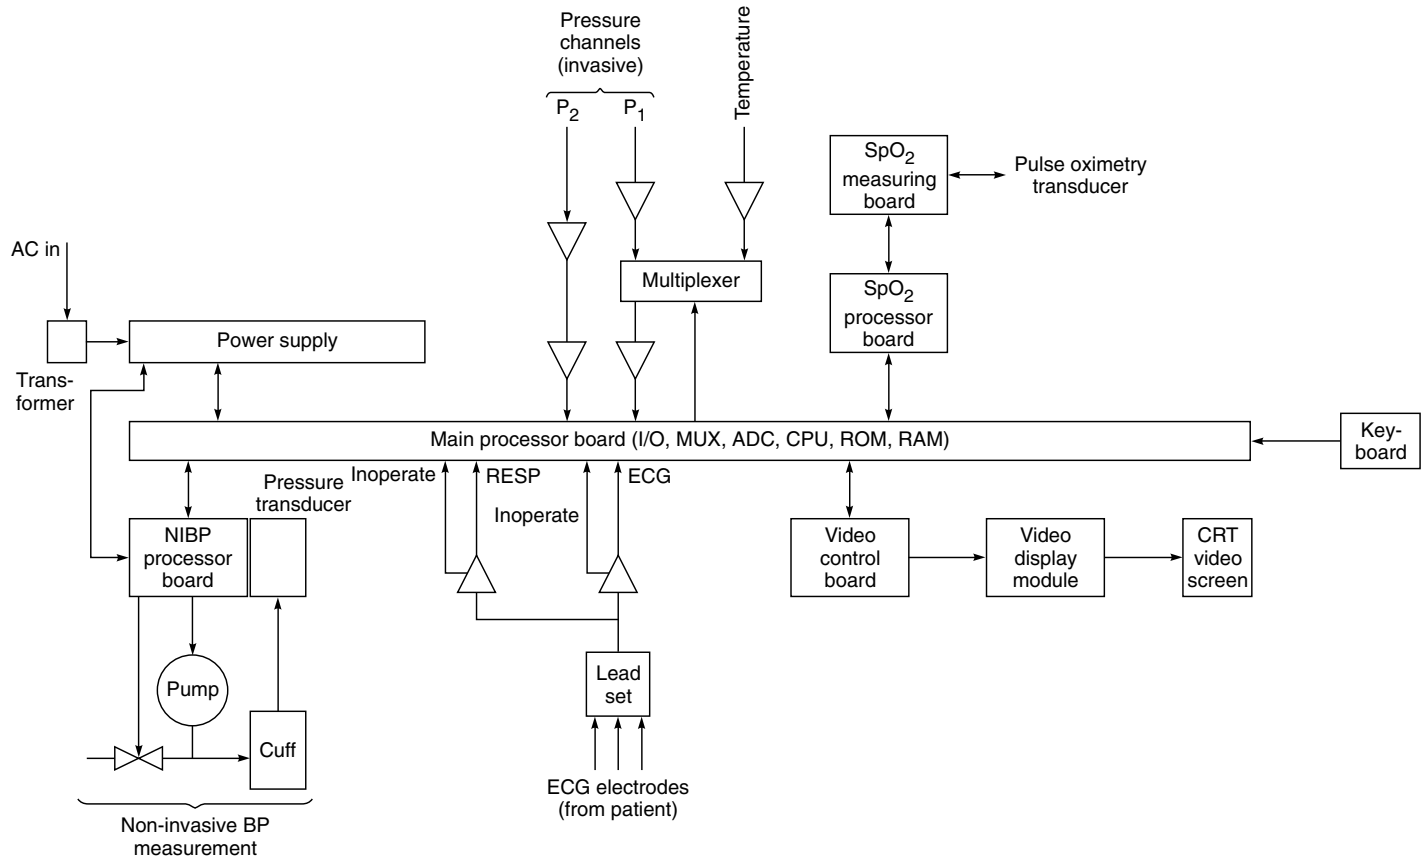 Pressure
channels
(invasive)
P2
P1
Temperature
SpO2
measuring
board
Pulse oximetry
transducer
AC in
Multiplexer
SpO2
processor
board
Power supply
Trans-
former
Main processor board (I/O, MUX, ADC, CPU, ROM, RAM)
Key-
board
Inoperate
RESP
ECG
Pressure
transducer
Inoperate
NIBP
processor
board
Video
control
board
Video
display
module
CRT
video
screen
Pump
Lead
set
Cuff
ECG electrodes
(from patient)
Non-invasive BP
measurement